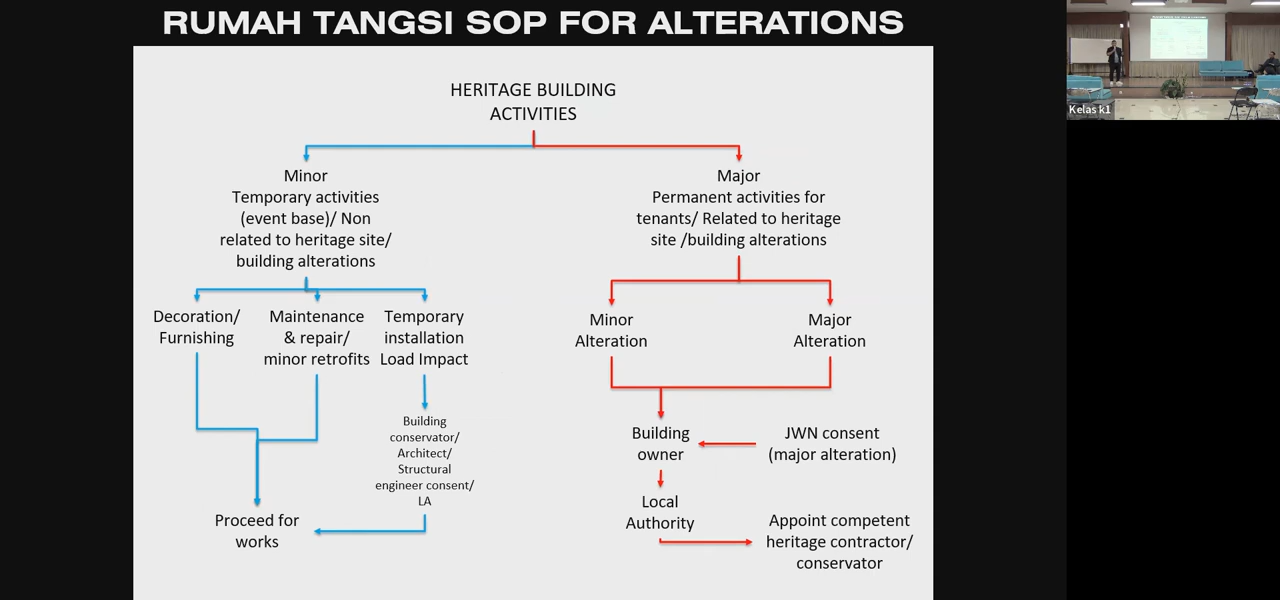 RUMAH TANGSI SOP FOR ALTERATIONS
HERITAGE BUILDING
ACTIVITIES
Minor
Temporary activities
(event base)/ Non
related to heritage site/
building alterations
Major
Permanent activities for
tenants/ Related to heritage
site /building alterations
Decoration/
Furnishing
Maintenance
& repair/
minor retrofits
Temporary
installation
Load Impact
Minor
Alteration
Major
Alteration
Building
conservator/
Architect/
Structural
engineer consent/
LA
Building
owner
JWN consent
(major alteration)
Proceed for
works
Local
Authority
Appoint competent
heritage contractor/
conservator
Kelas k1